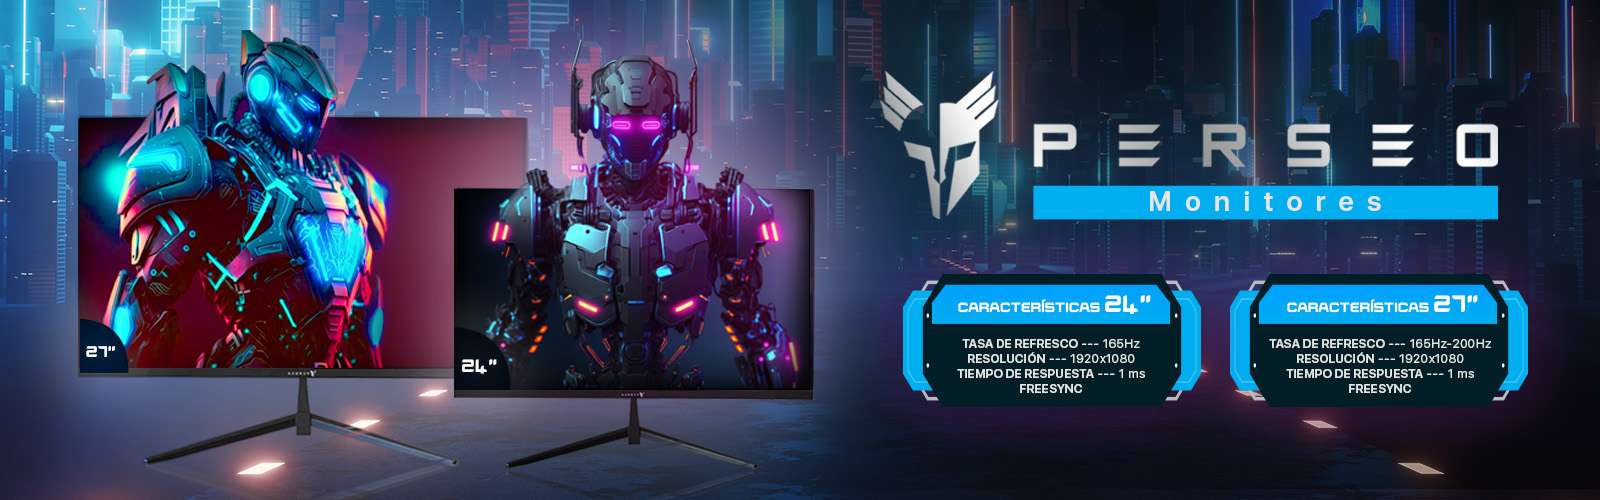 PERSEO
Monitores
CARACTERÍSTICAS 24"
TASA DE REFRESCO --- 165Hz
RESOLUCIÓN --- 1920x1080
TIEMPO DE RESPUESTA --- 1 ms
FREESYNC
CARACTERÍSTICAS 27"
TASA DE REFRESCO --- 165Hz-200Hz
RESOLUCIÓN --- 1920x1080
TIEMPO DE RESPUESTA --- 1 ms
FREESYNC
27"
24"